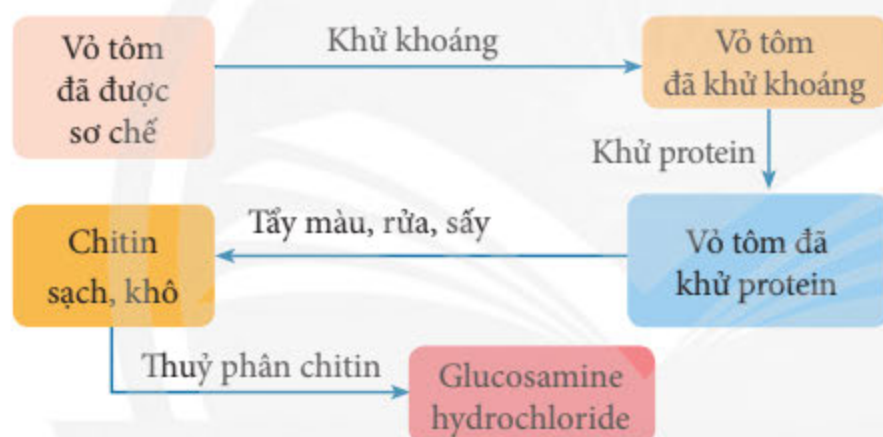 Vỏ tôm
đã được
sơ chế
Khử khoáng
Vỏ tôm
đã khử khoáng
Khử protein
Vỏ tôm đã
khử protein
Tẩy màu, rửa, sấy
Chitin
sạch, khô
Thuỷ phân chitin
Glucosamine
hydrochloride